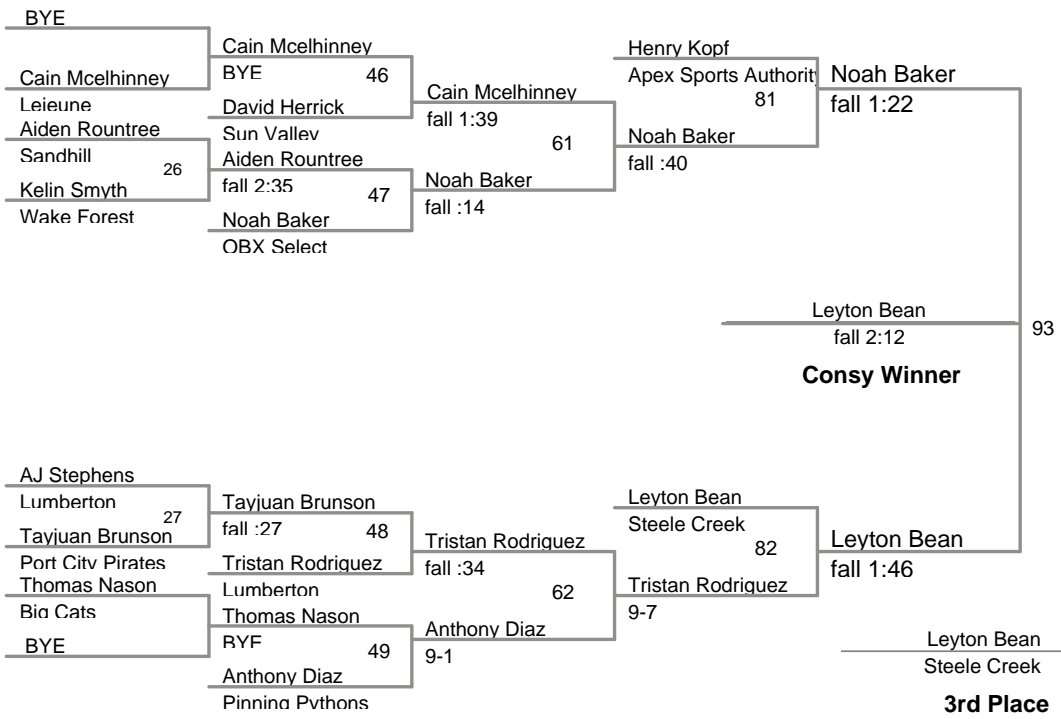 BYE
Cain Mcelhinney
Lejeune
Aiden Rountree
Sandhill
26
Kelin Smyth
Wake Forest
Cain Mcelhinney
BYE
46
David Herrick
Sun Valley
Aiden Rountree
fall 2:35
47
Noah Baker
OBX Select
Cain Mcelhinney
fall 1:39
61
Noah Baker
fall :14
Henry Kopf
Apex Sports Authority
81
Noah Baker
fall :40
Noah Baker
fall 1:22
Leyton Bean
fall 2:12
93
Consy Winner
AJ Stephens
Lumberton
27
Tayjuan Brunson
Port City Pirates
Thomas Nason
Big Cats
BYE
Tayjuan Brunson
fall :27
48
Tristan Rodriguez
Lumberton
Thomas Nason
BYE
49
Anthony Diaz
Pinning Pythons
Tristan Rodriguez
fall :34
62
Anthony Diaz
9-1
Leyton Bean
Steele Creek
82
Tristan Rodriguez
9-7
Leyton Bean
fall 1:46
Leyton Bean
Steele Creek
3rd Place